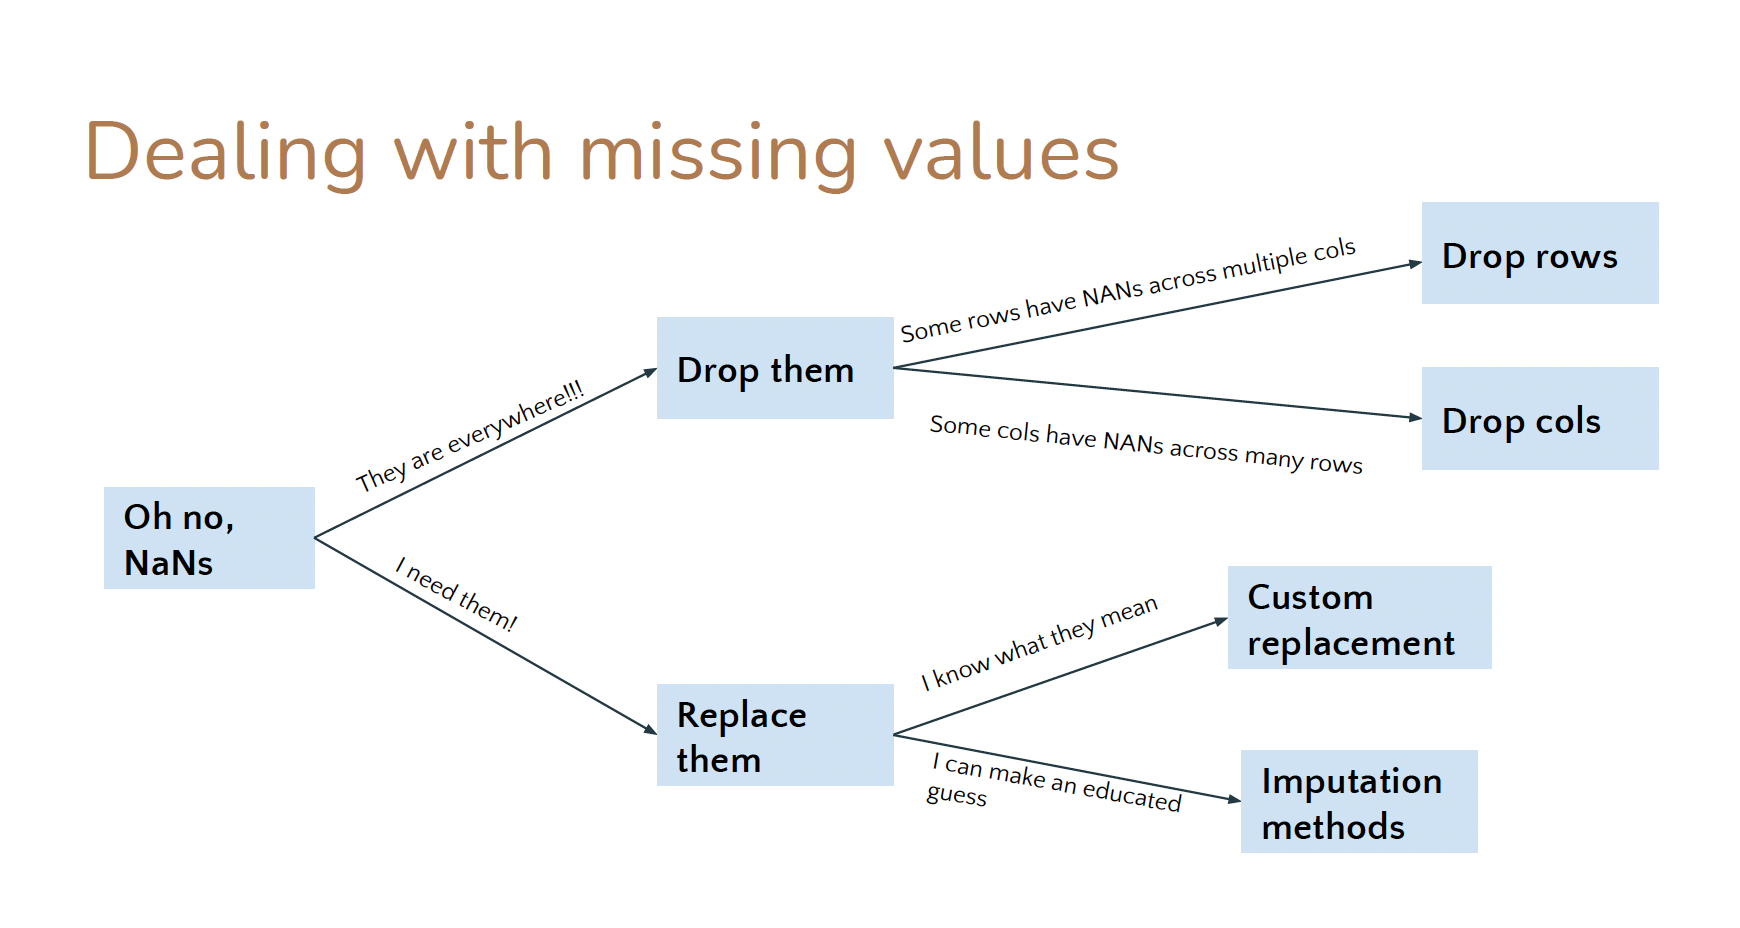 Dealing with missing values
Some rows have NANs across multiple cols
Drop rows
Drop them
They are everywhere!!!
Drop cols
Some cols have NANs across many rows
Oh no,
NaNs
I need them!
Custom
replacement
I know what they mean
Replace
them
I can make an educated
guess
Imputation
methods